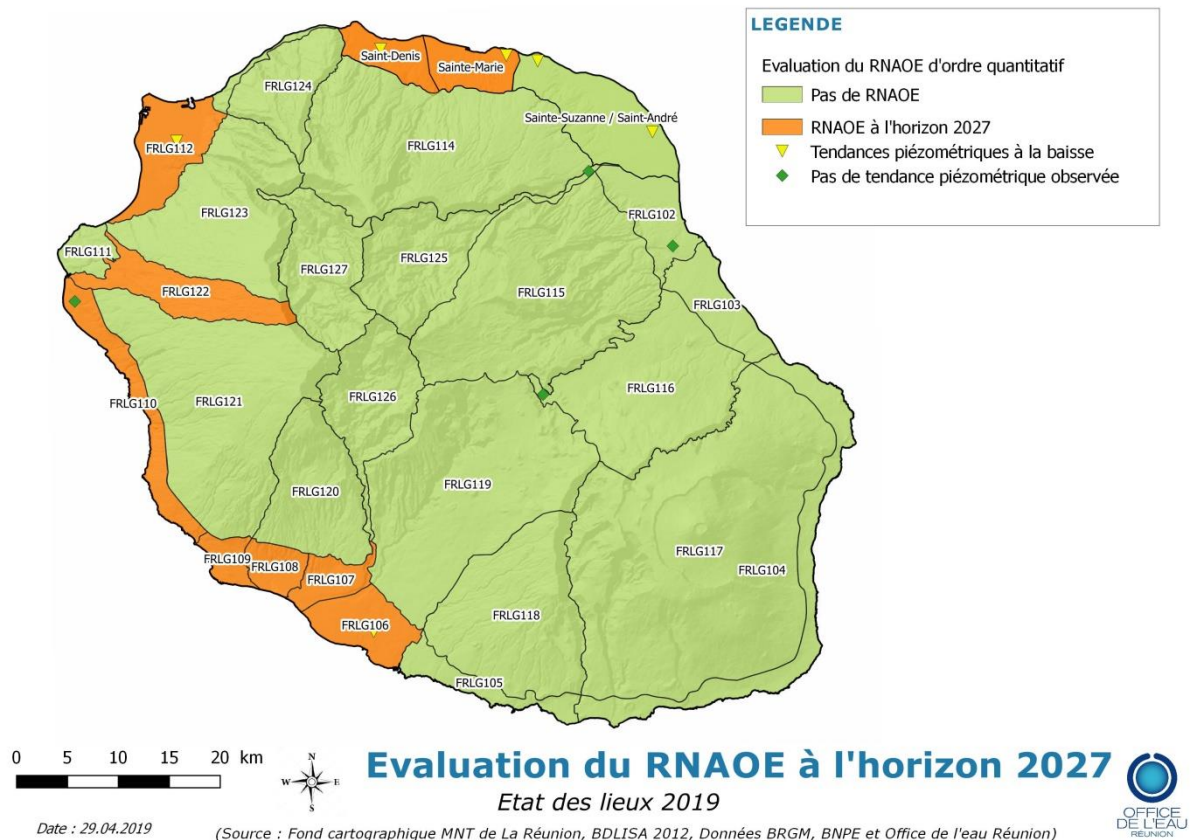 LEGENDE
Evaluation du RNAOE d'ordre quantitatif
Pas de RNAOE
RNAOE à l'horizon 2027
Tendances piézométriques à la baisse
Pas de tendance piézométrique observée
Saint-Denis
Sainte-Marie
FRLG124
Sainte-Suzanne / Saint-André
FRLG112
FRLG114
FRLG123
FRLG102
FRLG111
FRLG127
FRLG125
FRLG122
FRLG115
FRLG103
FRLG110
FRLG121
FRLG126
FRLG116
FRLG120
FRLG119
FRLG117
FRLG104
FRLG109
FRLG108
FRLG107
FRLG118
FRLG106
FRLG105
0 5 10 15 20 km
N
W E
S
Evaluation du RNAOE à l'horizon 2027
Etat des lieux 2019
Date : 29.04.2019
(Source : Fond cartographique MNT de La Réunion, BDLISA 2012, Données BRGM, BNPE et Office de l'eau Réunion)
OFFICE
DE L'EAU
RÉUNION